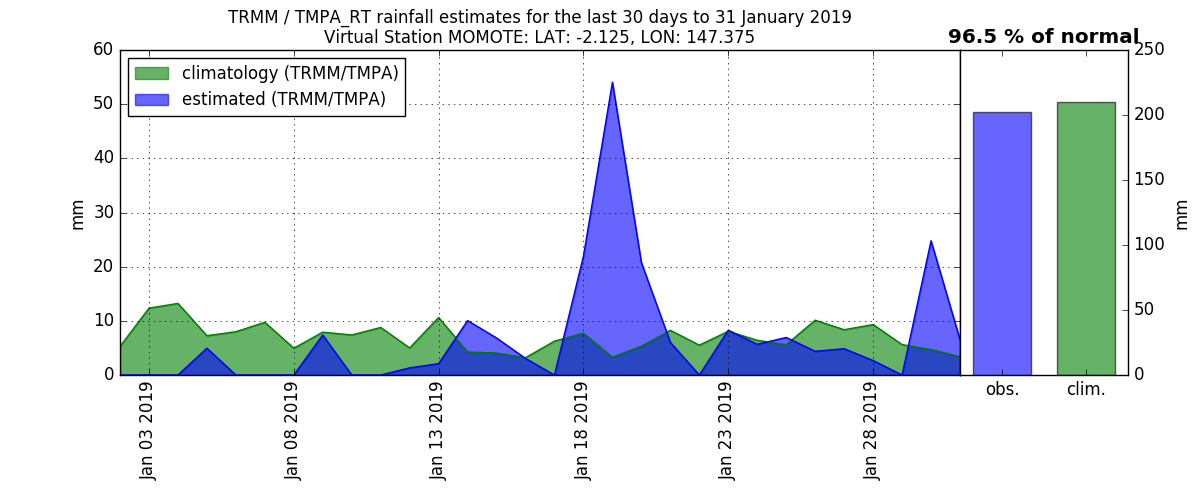 TRMM / TMPA_RT rainfall estimates for the last 30 days to 31 January 2019
Virtual Station MOMOTE: LAT: -2.125, LON: 147.375
96.5 % of normal
climatology (TRMM/TMPA)
estimated (TRMM/TMPA)
60
50
40
30
20
10
0
mm
Jan 03 2019
Jan 08 2019
Jan 13 2019
Jan 18 2019
Jan 23 2019
Jan 28 2019
obs.
clim.
250
200
150
100
50
0
mm